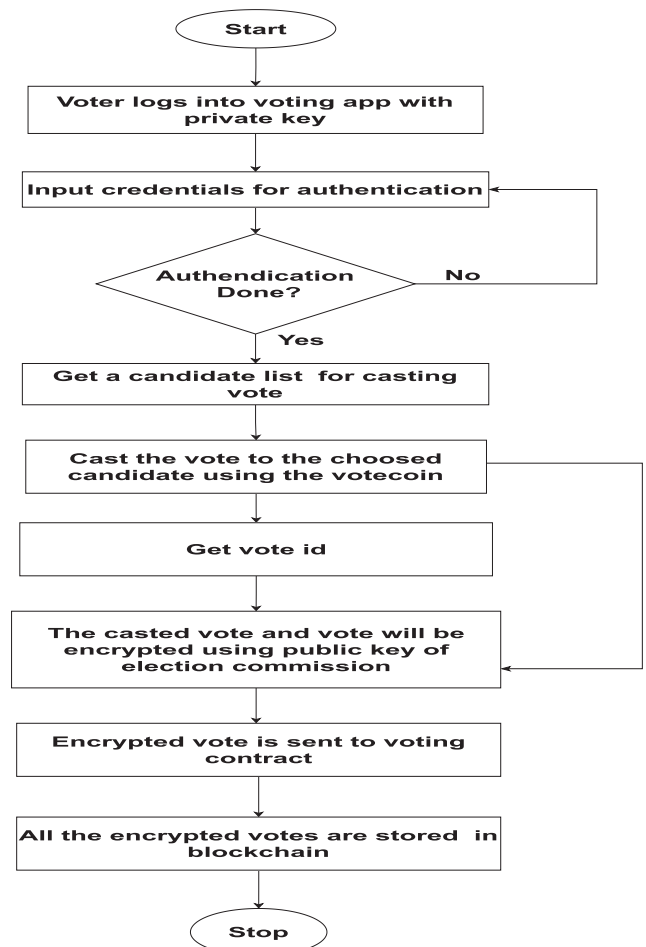 Start
Voter logs into voting app with
private key
Input credentials for authentication
Authendication
Done?
No
Yes
Get a candidate list for casting
vote
Cast the vote to the choosed
candidate using the votecoin
Get vote id
The casted vote and vote will be
encrypted using public key of
election commission
Encrypted vote is sent to voting
contract
All the encrypted votes are stored in
blockchain
Stop